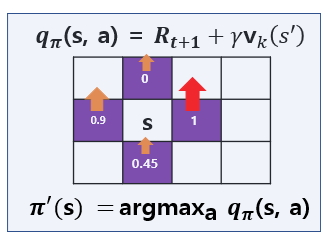 qπ(s, a) = Rt+1 + γvk(s′)
0
0.9 s 1
0.45
π′(s) = argmaxa qπ(s, a)